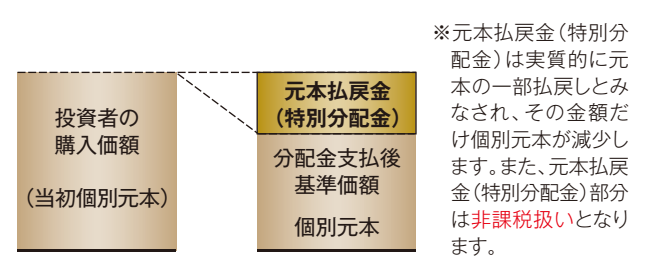 投資者の
購入価額
（当初個別元本）
元本払戻金
（特別分配金）
分配金支払後
基準価額
個別元本
※元本払戻金（特別分
配金）は実質的に元
本の一部払戻しとみ
なされ、その金額だ
け個別元本が減少し
ます。また、元本払戻
金（特別分配金）部分
は非課税扱いとなり
ます。